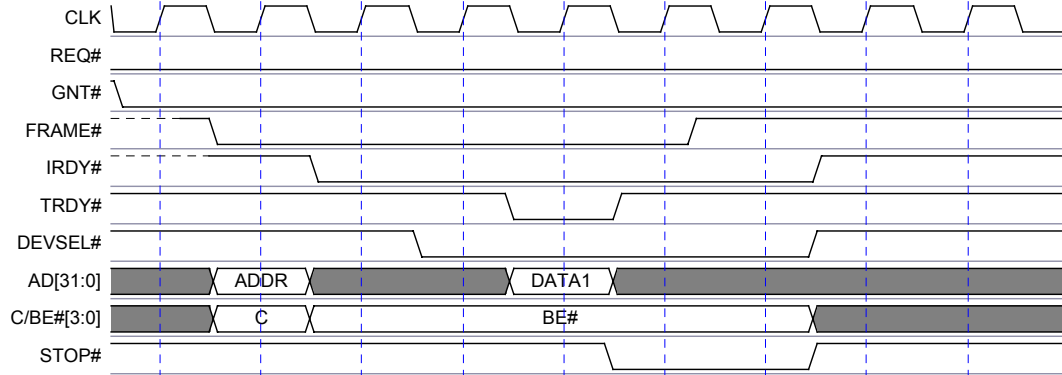 CLK
REQ#
GNT#
FRAME#
IRDY#
TRDY#
DEVSEL#
AD[31:0] ADDR DATA1
C/BE#[3:0] C BE#
STOP#